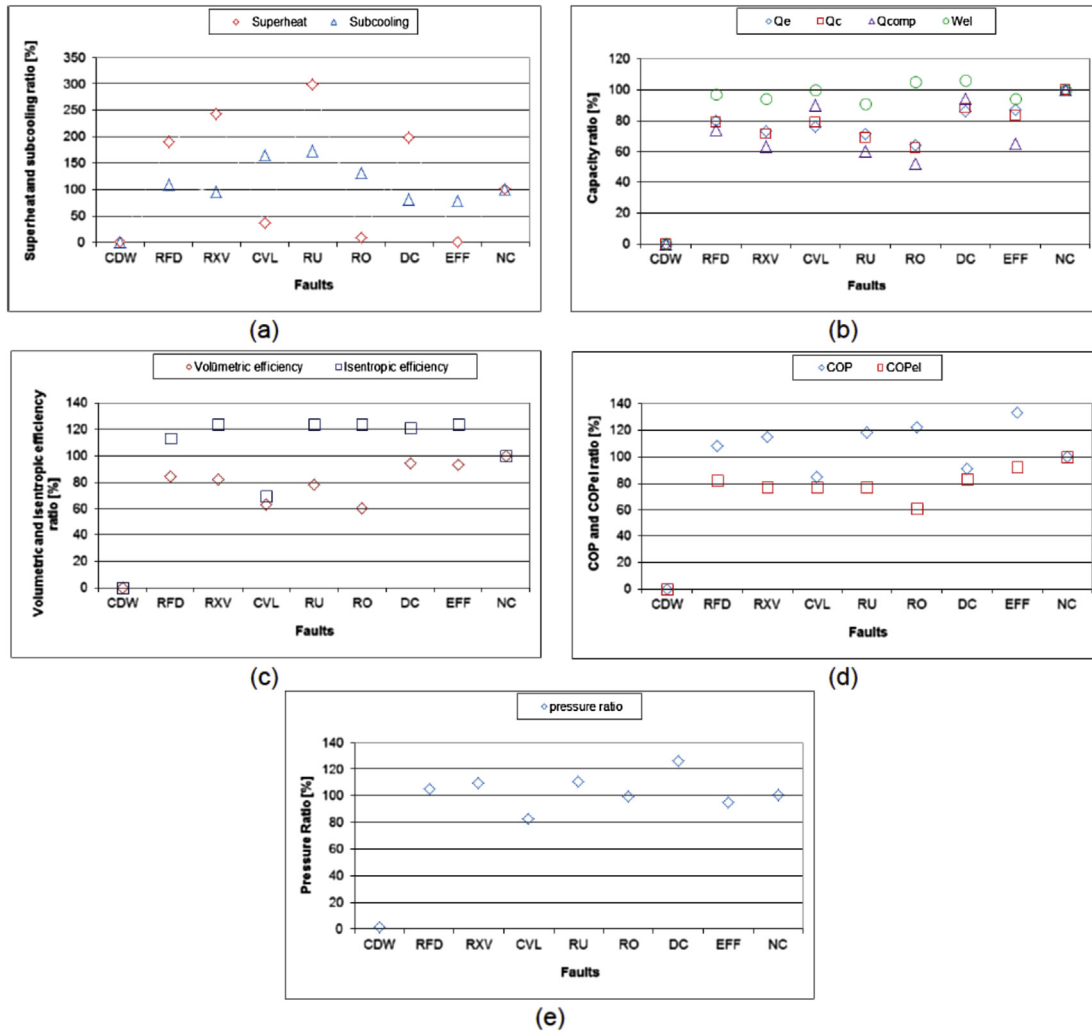 Superheat Subcooling
Superheat and subcooling ratio [%]
350
300
250
200
150
100
50
0
CDW RFD RXV CVL RU RO DC EFF NC
Faults
(a)
Qe Qc Qcomp Wel
Capacity ratio [%]
120
100
80
60
40
20
0
CDW RFD RXV CVL RU RO DC EFF NC
Faults
(b)
Volumetric efficiency Isentropic efficiency
Volumetric and Isentropic efficiency
ratio [%]
140
120
100
80
60
40
20
0
CDW RFD RXV CVL RU RO DC EFF NC
Faults
(c)
COP COPel
COP and COPel ratio [%]
140
120
100
80
60
40
20
0
CDW RFD RXV CVL RU RO DC EFF NC
Faults
(d)
pressure ratio
Pressure Ratio [%]
140
120
100
80
60
40
20
0
CDW RFD RXV CVL RU RO DC EFF NC
Faults
(e)